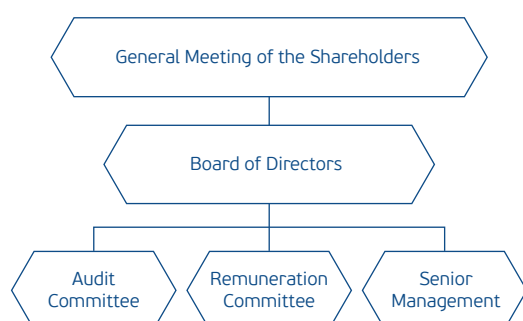 General Meeting of the Shareholders
Board of Directors
Audit
Committee
Remuneration
Committee
Senior
Management